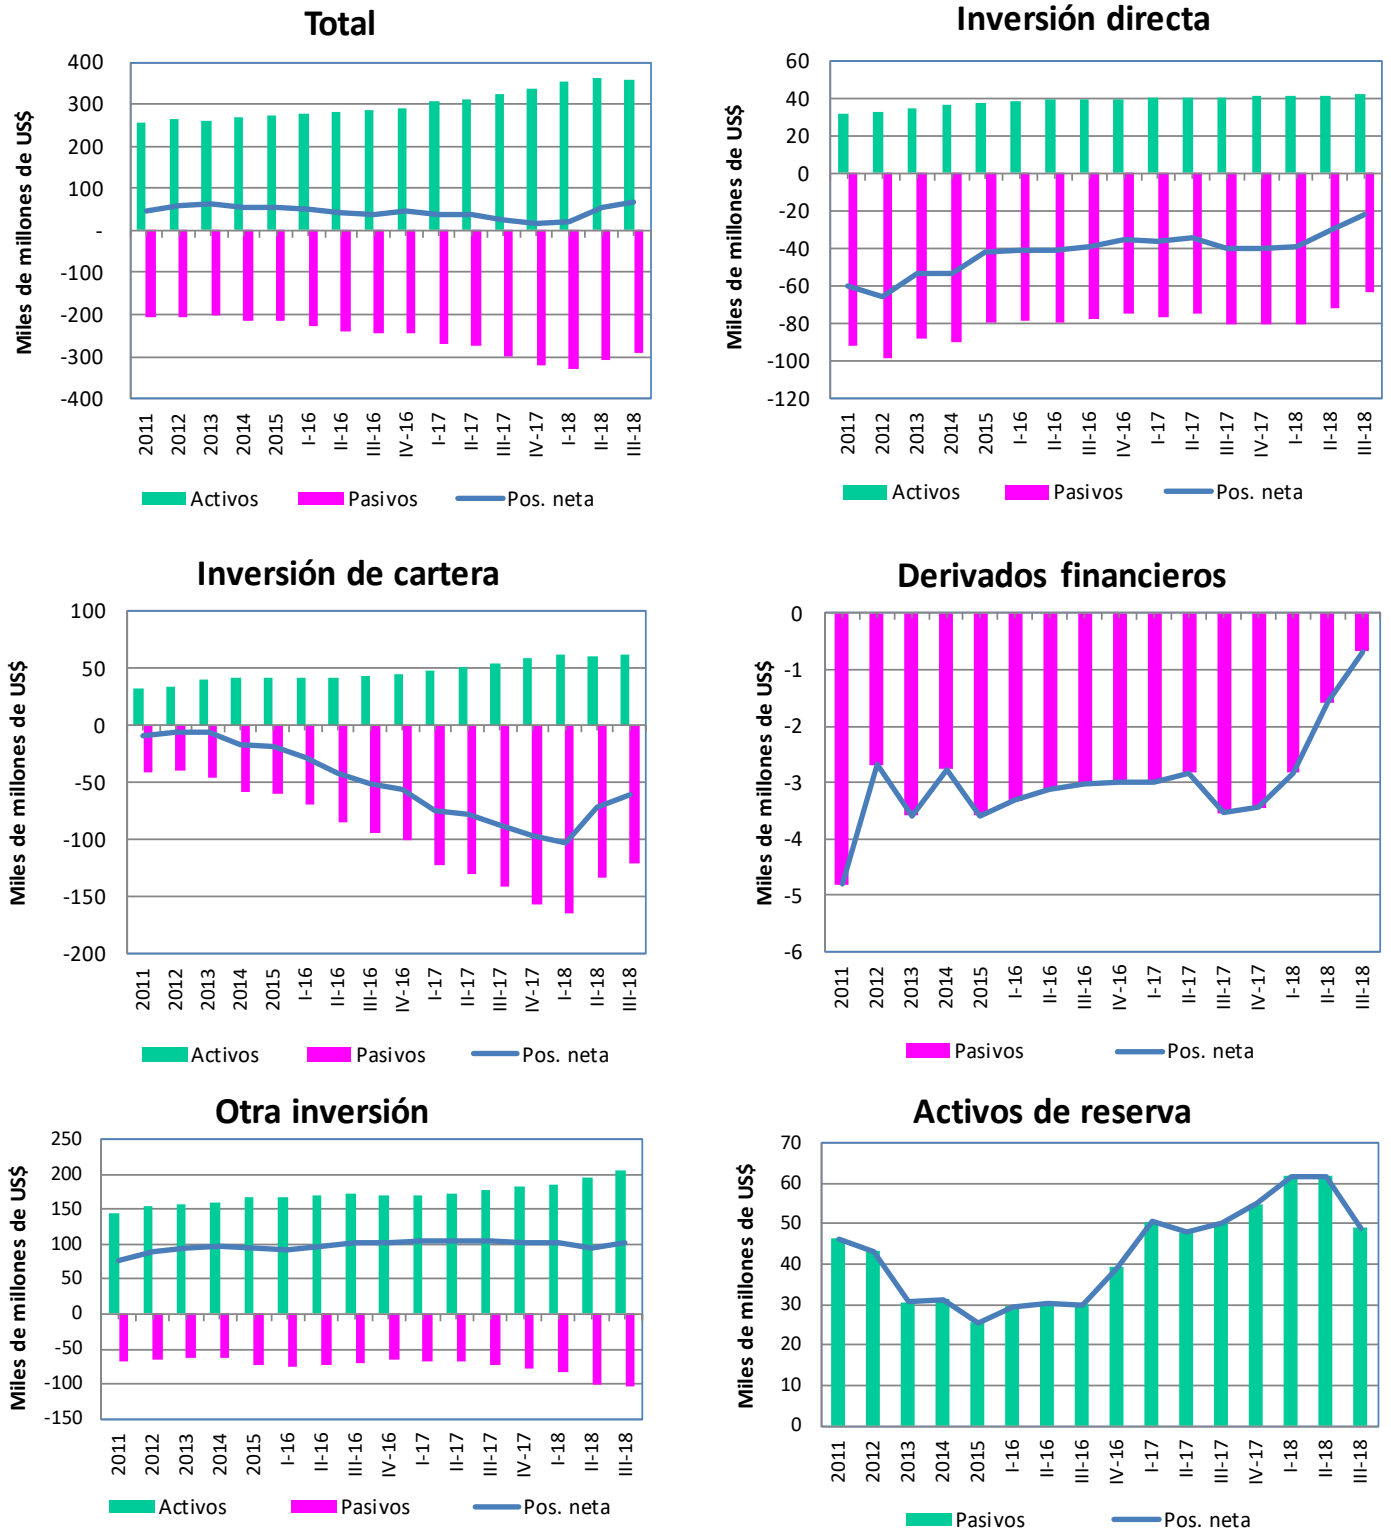 Total
Miles de millones de US$
400
300
200
100
-
-100
-200
-300
-400
2011
2012
2013
2014
2015
I-16
II-16
III-16
IV-16
I-17
II-17
III-17
IV-17
I-18
II-18
III-18
Activos
Pasivos
Pos. neta
Inversión directa
Miles de millones de US$
60
40
20
0
-20
-40
-60
-80
-100
-120
2011
2012
2013
2014
2015
I-16
II-16
III-16
IV-16
I-17
II-17
III-17
IV-17
I-18
II-18
III-18
Activos
Pasivos
Pos. neta
Inversión de cartera
Miles de millones de US$
100
50
0
-50
-100
-150
-200
2011
2012
2013
2014
2015
I-16
II-16
III-16
IV-16
I-17
II-17
III-17
IV-17
I-18
II-18
III-18
Activos
Pasivos
Pos. neta
Derivados financieros
Miles de millones de US$
0
-1
-2
-3
-4
-5
-6
2011
2012
2013
2014
2015
I-16
II-16
III-16
IV-16
I-17
II-17
III-17
IV-17
I-18
II-18
III-18
Pasivos
Pos. neta
Otra inversión
Miles de millones de US$
250
200
150
100
50
0
-50
-100
-150
2011
2012
2013
2014
2015
I-16
II-16
III-16
IV-16
I-17
II-17
III-17
IV-17
I-18
II-18
III-18
Activos
Pasivos
Pos. neta
Activos de reserva
Miles de millones de US$
70
60
50
40
30
20
10
0
2011
2012
2013
2014
2015
I-16
II-16
III-16
IV-16
I-17
II-17
III-17
IV-17
I-18
II-18
III-18
Pasivos
Pos. neta